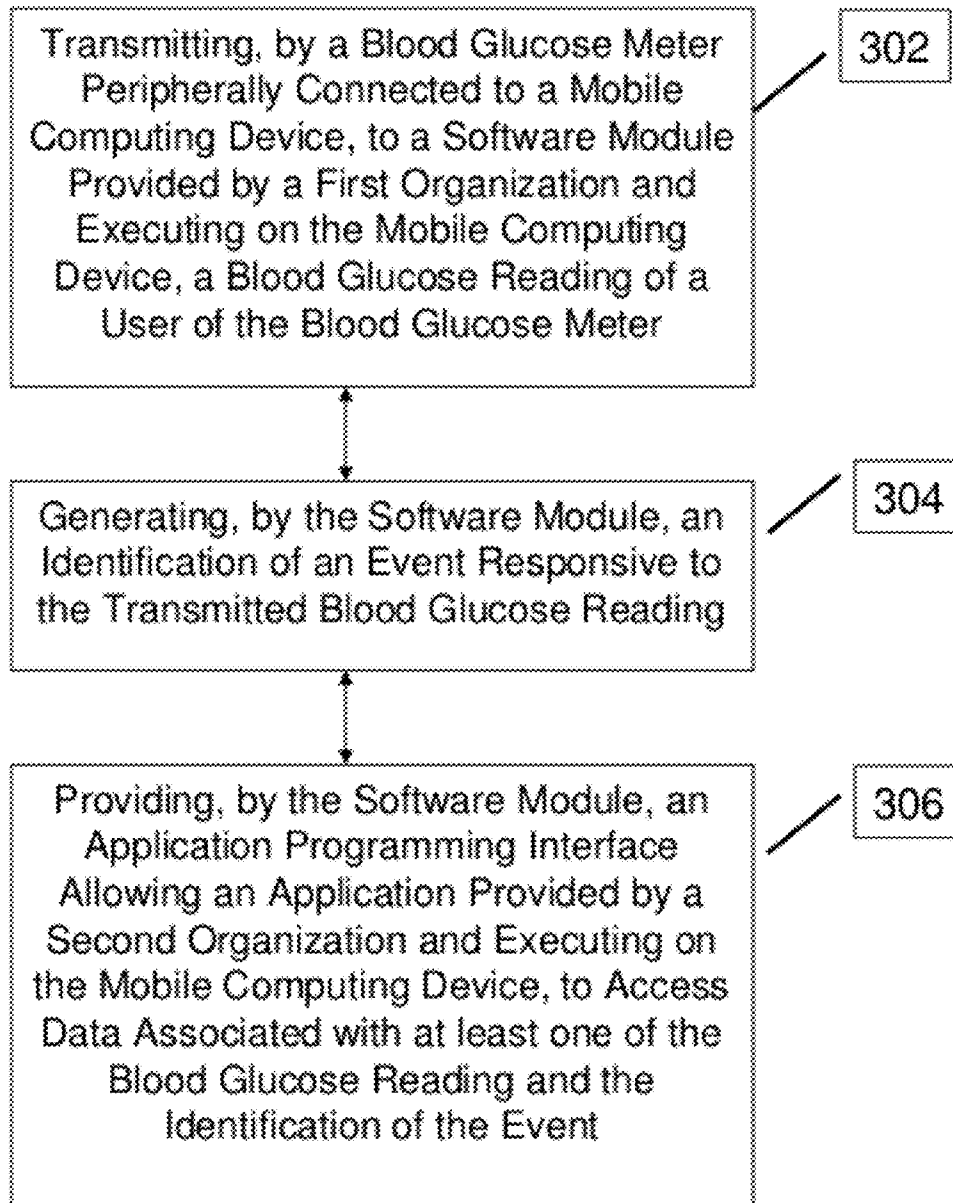 Transmitting, by a Blood Glucose Meter
Peripherally Connected to a Mobile
Computing Device, to a Software Module
Provided by a First Organization and
Executing on the Mobile Computing
Device, a Blood Glucose Reading of a
User of the Blood Glucose Meter
302
Generating, by the Software Module, an
Identification of an Event Responsive to
the Transmitted Blood Glucose Reading
304
Providing, by the Software Module, an
Application Programming Interface
Allowing an Application Provided by a
Second Organization and Executing on
the Mobile Computing Device, to Access
Data Associated with at least one of the
Blood Glucose Reading and the
Identification of the Event
306